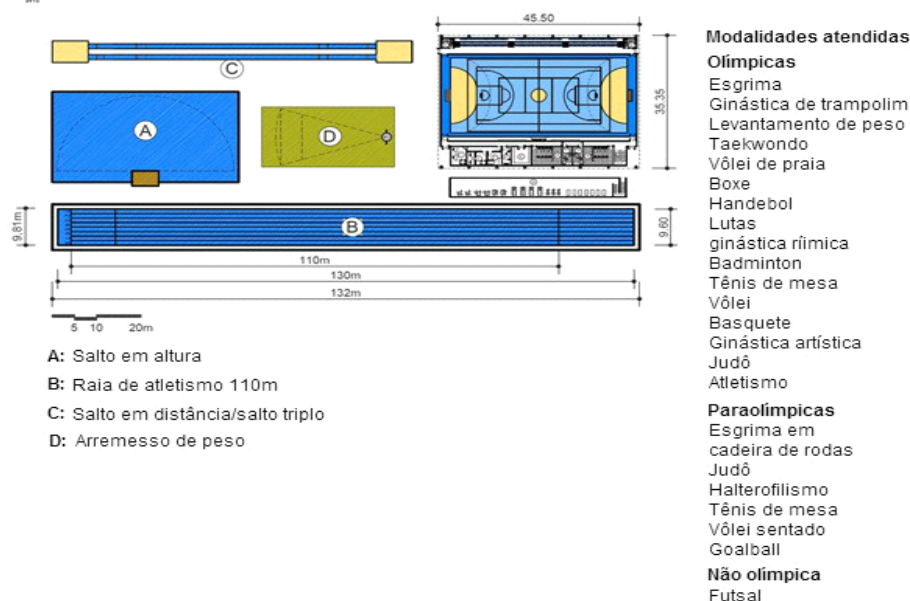 45.50
35.35
C
A
D
B
9.81m
9.60
110m
130m
132m
5 10 20m
A: Salto em altura
B: Raia de atletismo 110m
C: Salto em distância/salto triplo
D: Arremesso de peso
Modalidades atendidas
Olímpicas
Esgrima
Ginástica de trampolim
Levantamento de peso
Taekwondo
Vôlei de praia
Boxe
Handebol
Lutas
ginástica ríimica
Badminton
Tênis de mesa
Vôlei
Basquete
Ginástica artística
Judô
Atletismo
Paraolímpicas
Esgrima em
cadeira de rodas
Judô
Halterofilismo
Tênis de mesa
Vôlei sentado
Goalball
Não olímpica
Futsal